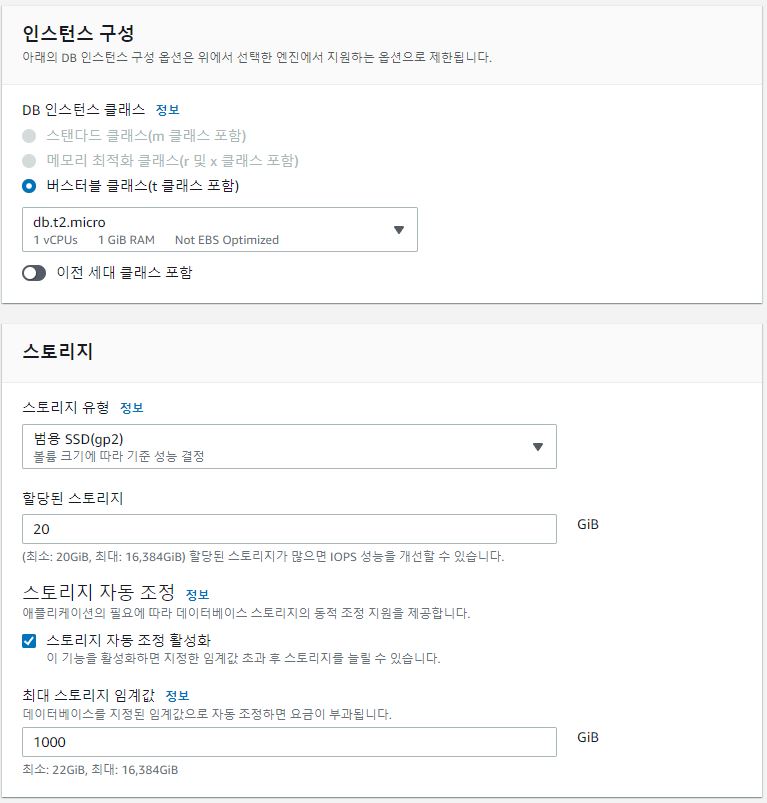 인스턴스 구성
아래의 DB 인스턴스 구성 옵션은 위에서 선택한 엔진에서 지원하는 옵션으로 제한됩니다.
DB 인스턴스 클래스 정보
스탠다드 클래스(m 클래스 포함)
메모리 최적화 클래스(r 및 x 클래스 포함)
버스터블 클래스(t 클래스 포함)
db.t2.micro
1 vCPUs 1 GiB RAM Not EBS Optimized
이전 세대 클래스 포함
스토리지
스토리지 유형 정보
범용 SSD(gp2)
볼륨 크기에 따라 기준 성능 결정
할당된 스토리지
20 GiB
(최소: 20GiB, 최대: 16,384GiB) 할당된 스토리지가 많으면 IOPS 성능을 개선할 수 있습니다.
스토리지 자동 조정 정보
애플리케이션의 필요에 따라 데이터베이스 스토리지의 동적 조정 지원을 제공합니다.
스토리지 자동 조정 활성화
이 기능을 활성화하면 지정한 임계값 초과 후 스토리지를 늘릴 수 있습니다.
최대 스토리지 임계값 정보
데이터베이스를 지정된 임계값으로 자동 조정하면 요금이 부과됩니다.
1000 GiB
최소: 22GiB, 최대: 16,384GiB